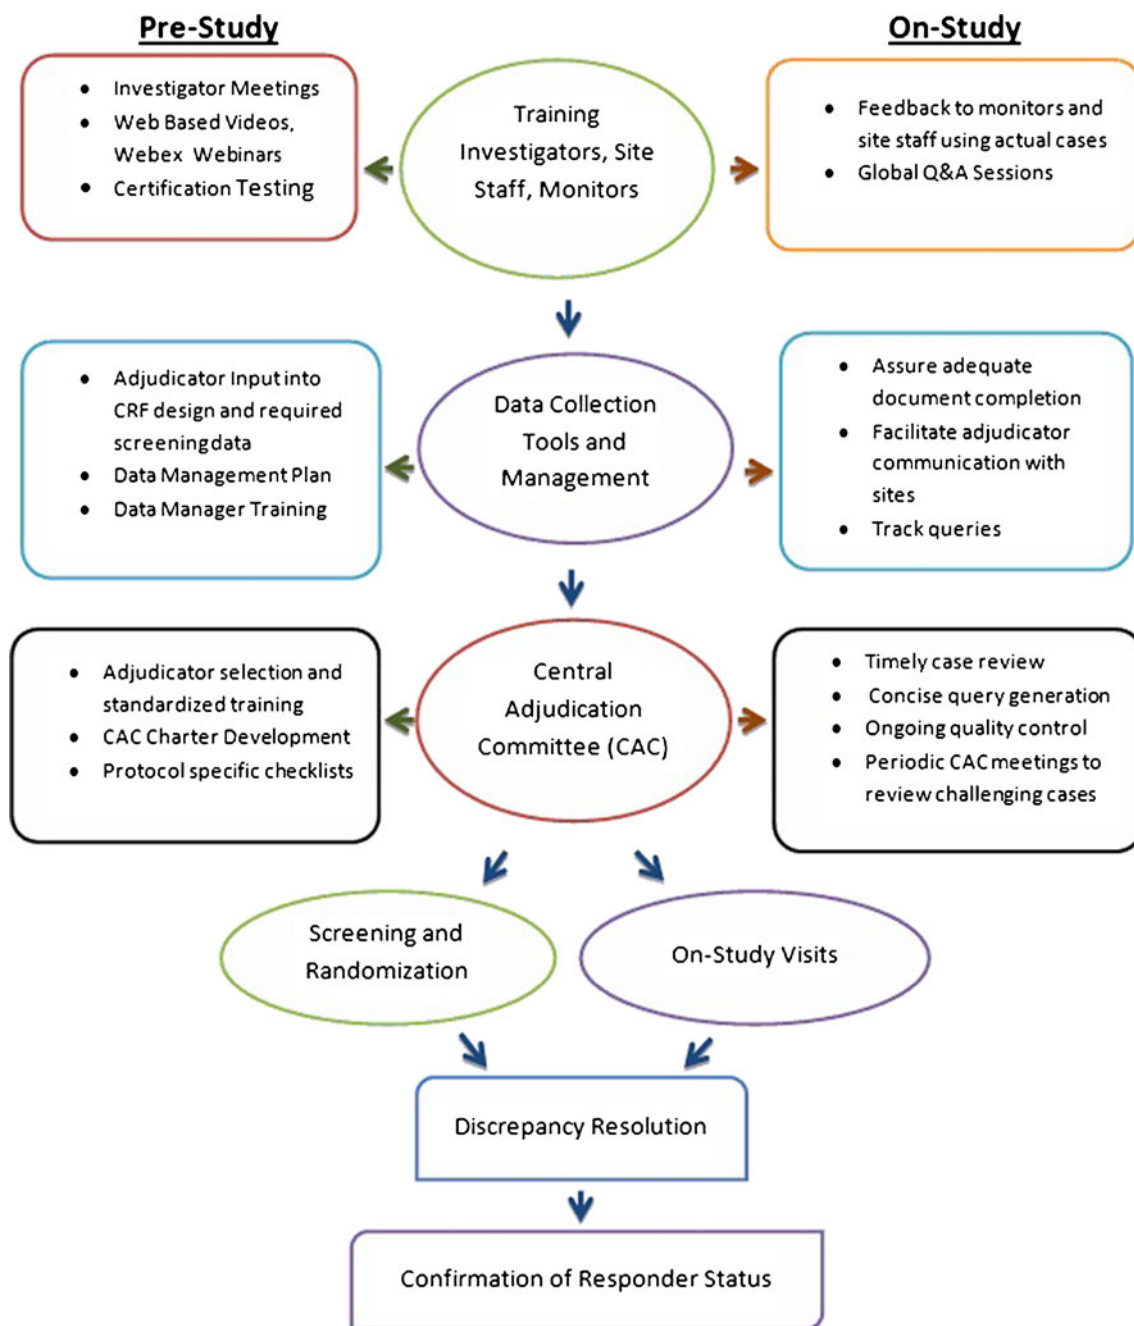 Pre-Study
On-Study
• Investigator Meetings
• Web Based Videos,
Webex Webinars
• Certification Testing
Training
Investigators, Site
Staff, Monitors
• Feedback to monitors and
site staff using actual cases
• Global Q&A Sessions
• Adjudicator Input into
CRF design and required
screening data
• Data Management Plan
• Data Manager Training
Data Collection
Tools and
Management
• Assure adequate
document completion
• Facilitate adjudicator
communication with
sites
• Track queries
• Adjudicator selection and
standardized training
• CAC Charter Development
• Protocol specific checklists
Central
Adjudication
Committee (CAC)
• Timely case review
• Concise query generation
• Ongoing quality control
• Periodic CAC meetings to
review challenging cases
Screening and
Randomization
On-Study Visits
Discrepancy Resolution
Confirmation of Responder Status